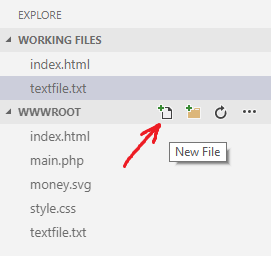 EXPLORE
WORKING FILES
index.html
textfile.txt
WWWROOT
index.html
New File
main.php
money.svg
style.css
textfile.txt